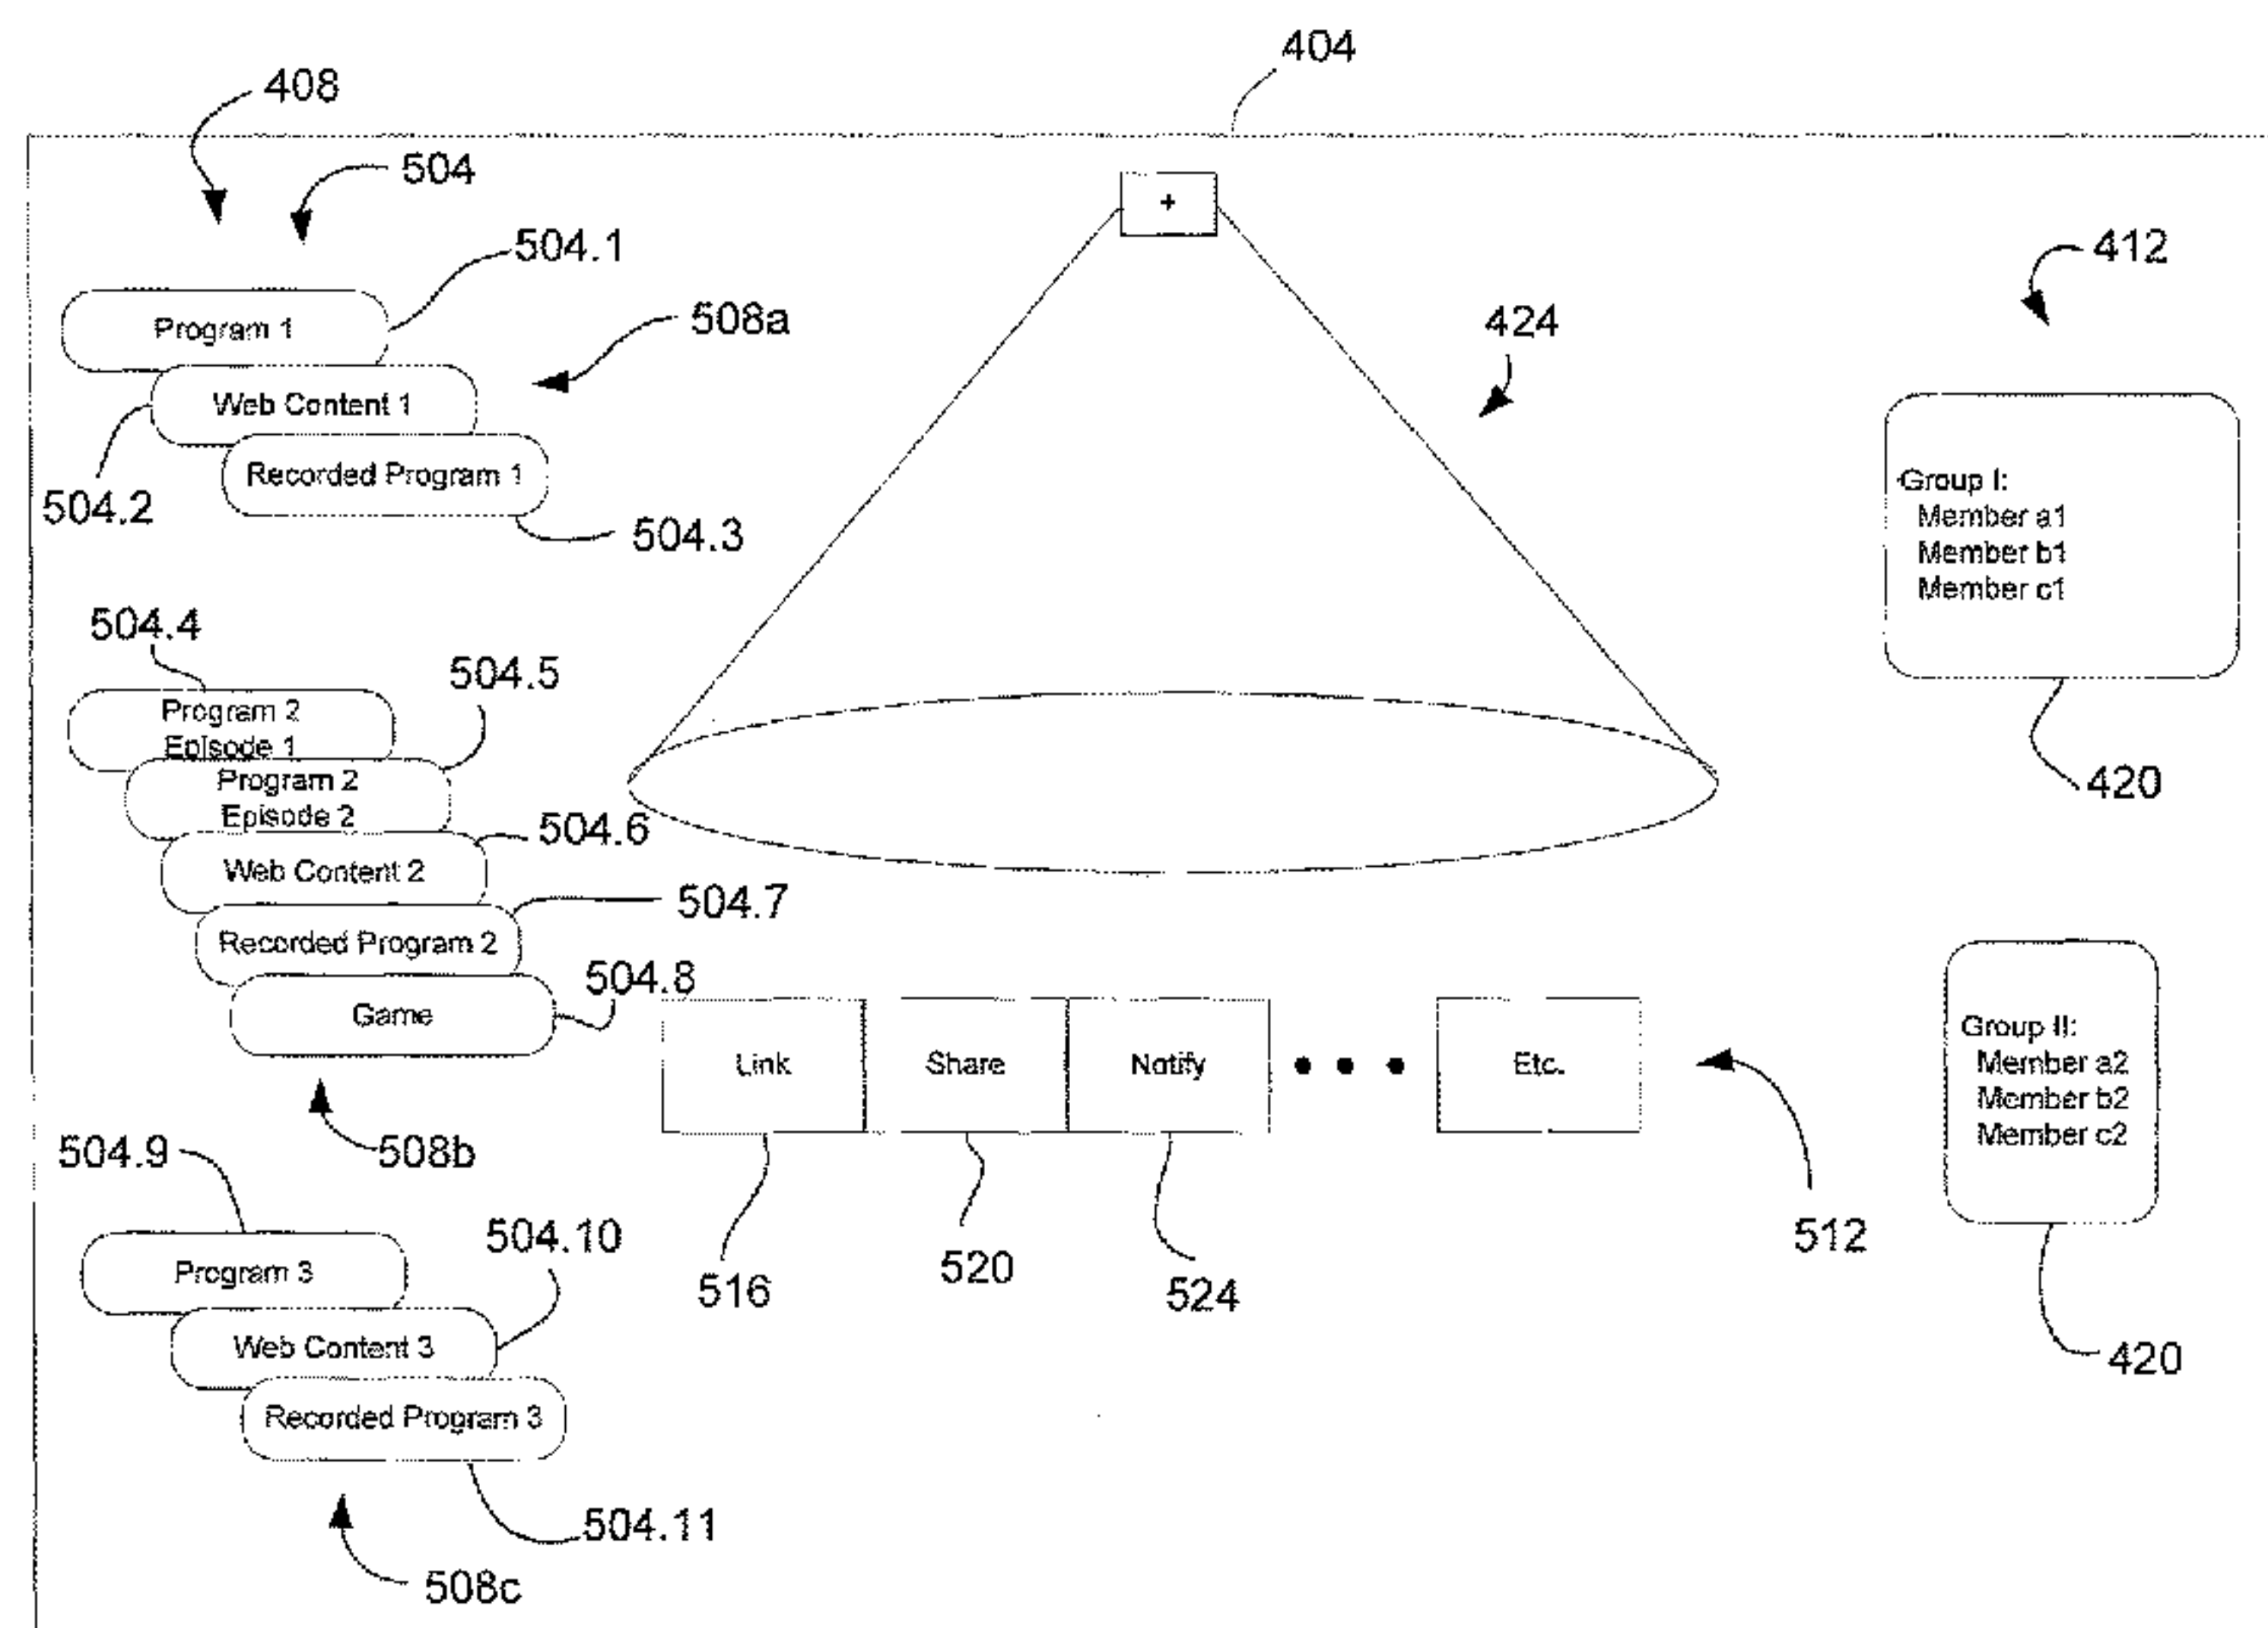 404
408
504
+
504.1
412
Program 1
508a
424
Web Content 1
Recorded Program 1
504.2
504.3
Group I:
Member a1
Member b1
Member c1
504.4
504.5
Program 2
Episode 1
420
Program 2
Episode 2
504.6
Web Content 2
504.7
Recorded Program 2
504.8
Game
Link
Share
Notify
• • •
Etc.
Group II:
Member a2
Member b2
Member c2
504.9
508b
504.10
512
Program 3
516
520
524
Web Content 3
420
Recorded Program 3
504.11
508c